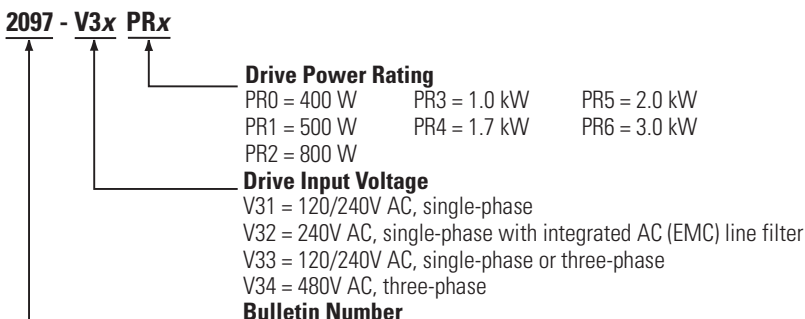 2097 - V3x PRx
Drive Power Rating
PR0 = 400 W PR3 = 1.0 kW PR5 = 2.0 kW
PR1 = 500 W PR4 = 1.7 kW PR6 = 3.0 kW
PR2 = 800 W
Drive Input Voltage
V31 = 120/240V AC, single-phase
V32 = 240V AC, single-phase with integrated AC (EMC) line filter
V33 = 120/240V AC, single-phase or three-phase
V34 = 480V AC, three-phase
Bulletin Number